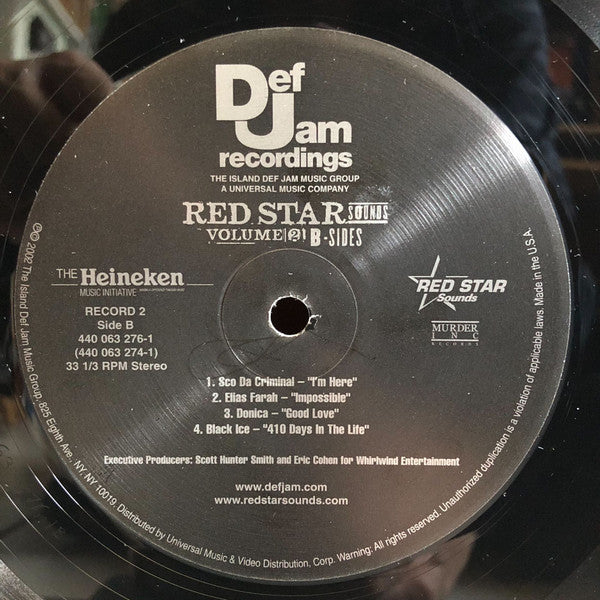 Def
Jam
recordings
THE ISLAND DEF JAM MUSIC GROUP
A UNIVERSAL MUSIC COMPANY
RED STAR SOUNDS
VOLUME 2 B-SIDES
THE Heineken
MUSIC INITIATIVE
RED STAR
Sounds
MURDER
INC
RECORDS
RECORD 2
Side B
440 063 276-1
(440 063 274-1)
33 1/3 RPM Stereo
1. Sco Da Criminal – "I'm Here"
2. Elias Farah – "Impossible"
3. Donica – "Good Love"
4. Black Ice – "410 Days In The Life"
Executive Producers: Scott Hunter Smith and Eric Cohen for Whirlwind Entertainment
www.defjam.com
www.redstarsounds.com
℗© 2002 The Island Def Jam Music Group, 825 Eighth Ave., NY, NY 10019. Distributed by Universal Music & Video Distribution, Corp. Warning: All rights reserved. Unauthorized duplication is a violation of applicable laws. Made in the U.S.A.